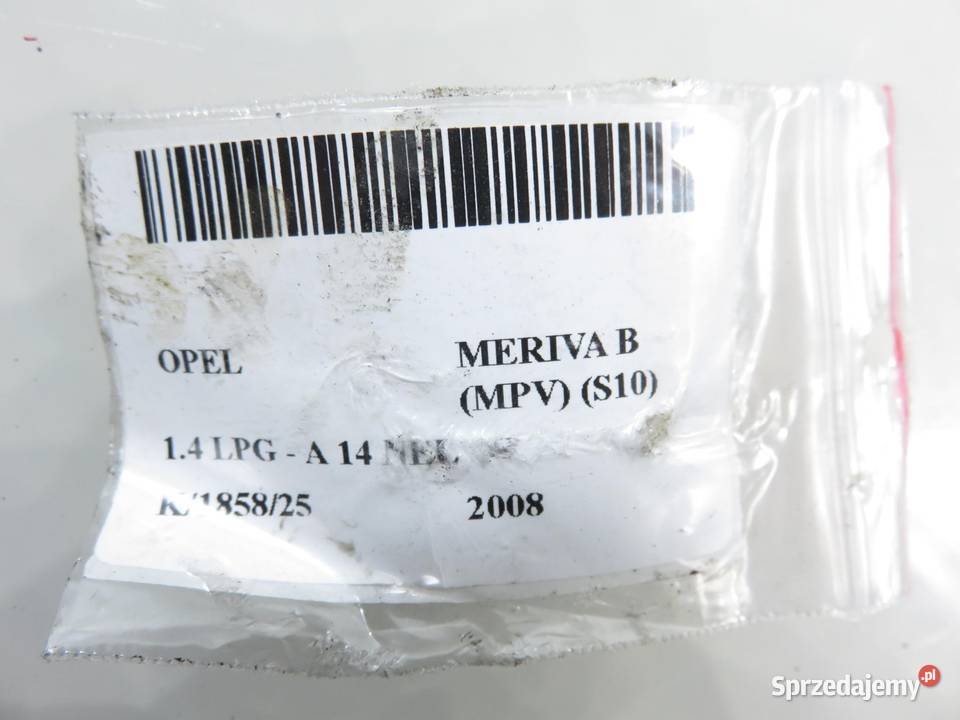 OPEL MERIVA B
(MPV) (S10)
1.4 LPG - A 14 NEL
K/1858/25 2008
Sprzedajemy.pl